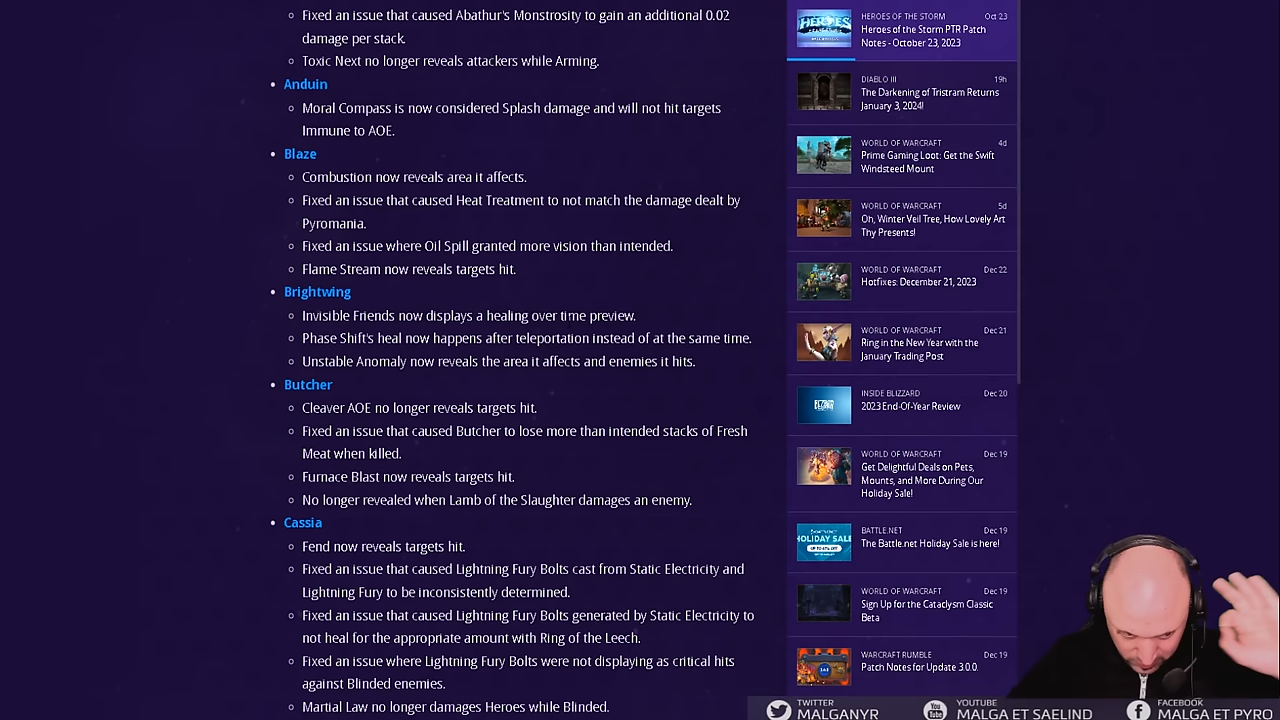 Fixed an issue that caused Abathur's Monstrosity to gain an additional 0.02
damage per stack.
Toxic Next no longer reveals attackers while Arming.
Anduin
Moral Compass is now considered Splash damage and will not hit targets
Immune to AOE.
Blaze
Combustion now reveals area it affects.
Fixed an issue that caused Heat Treatment to not match the damage dealt by
Pyromania.
Fixed an issue where Oil Spill granted more vision than intended.
Flame Stream now reveals targets hit.
Brightwing
Invisible Friends now displays a healing over time preview.
Phase Shift's heal now happens after teleportation instead of at the same time.
Unstable Anomaly now reveals the area it affects and enemies it hits.
Butcher
Cleaver AOE no longer reveals targets hit.
Fixed an issue that caused Butcher to lose more than intended stacks of Fresh
Meat when killed.
Furnace Blast now reveals targets hit.
No longer revealed when Lamb of the Slaughter damages an enemy.
Cassia
Fend now reveals targets hit.
Fixed an issue that caused Lightning Fury Bolts cast from Static Electricity and
Lightning Fury to be inconsistently determined.
Fixed an issue that caused Lightning Fury Bolts generated by Static Electricity to
not heal for the appropriate amount with Ring of the Leech.
Fixed an issue where Lightning Fury Bolts were not displaying as critical hits
against Blinded enemies.
Martial Law no longer damages Heroes while Blinded.
HEROES
HEROES OF THE STORM Oct 23
Heroes of the Storm PTR Patch
Notes - October 23, 2023
DIABLO III 19h
The Darkening of Tristram Returns
January 3, 2024!
WORLD OF WARCRAFT 4d
Prime Gaming Loot: Get the Swift
Windsteed Mount
WORLD OF WARCRAFT 5d
Oh, Winter Veil Tree, How Lovely Art
Thy Presents!
WORLD OF WARCRAFT Dec 22
Hotfixes: December 21, 2023
WORLD OF WARCRAFT Dec 21
Ring in the New Year with the
January Trading Post
INSIDE BLIZZARD Dec 20
2023 End-Of-Year Review
WORLD OF WARCRAFT Dec 19
Get Delightful Deals on Pets,
Mounts, and More During Our
Holiday Sale!
HOLIDAY SALE
BATTLE.NET Dec 19
The Battle.net Holiday Sale is here!
WORLD OF WARCRAFT Dec 19
Sign Up for the Cataclysm Classic
Beta
WARCRAFT RUMBLE Dec 19
Patch Notes for Update 3.0.0.
TWITTER
MALGANYR
You
Tube
YOUTUBE
MALGA ET SAELIND
FACEBOOK
MALGA ET PYRO